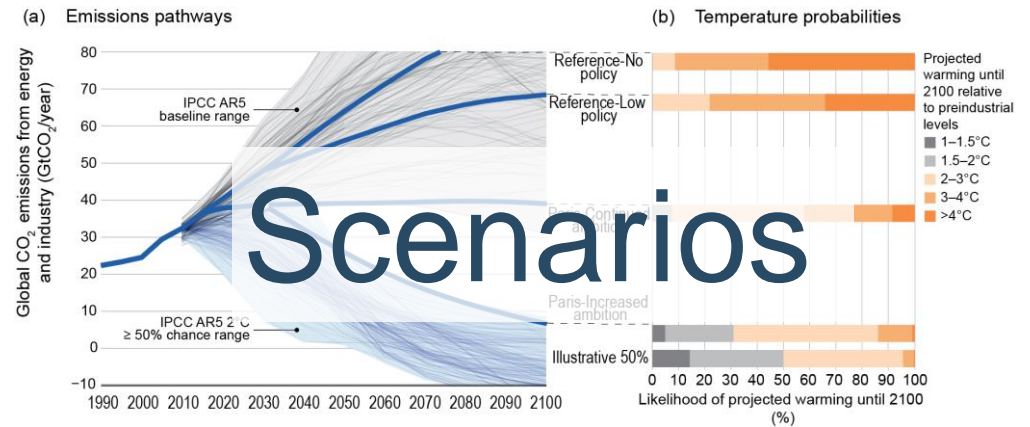 (a) Emissions pathways
(b) Temperature probabilities
Global CO₂ emissions from energy
and industry (GtCO₂/year)
80
70
60
50
40
30
20
10
0
−10
1990 2000 2010 2020 2030 2040 2050 2060 2070 2080 2090 2100
IPCC AR5
baseline range
IPCC AR5 2°C
≥ 50% chance range
Scenarios
Reference-No
policy
Reference-Low
policy
Paris-Continued
ambition
Paris-Increased
ambition
Illustrative 50%
0 10 20 30 40 50 60 70 80 90 100
Likelihood of projected warming until 2100
(%)
Projected
warming until
2100 relative
to preindustrial
levels
1–1.5°C
1.5–2°C
2–3°C
3–4°C
>4°C